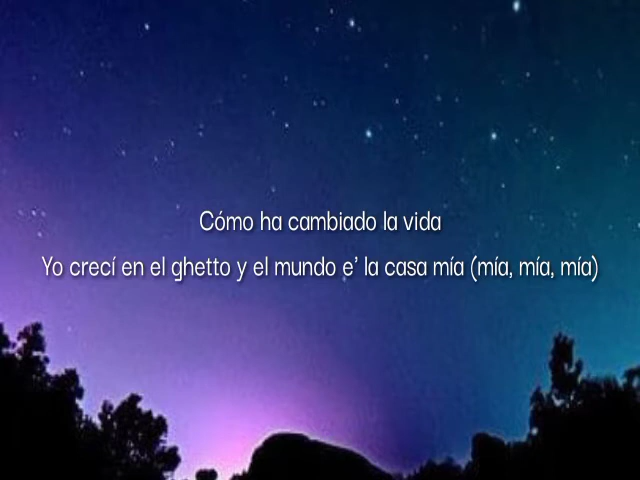 Cómo ha cambiado la vida
Yo crecí en el ghetto y el mundo e’ la casa mía (mía, mía, mía)